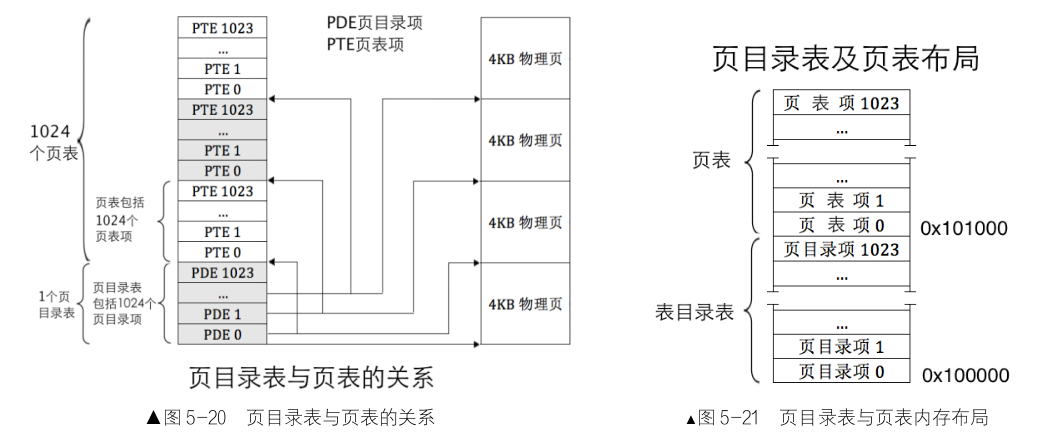 PDE页目录项
PTE页表项
1024
个页表
页表包括
1024个
页表项
1个页
目录表
页目录表
包括1024个
页目录项
PTE 1023
...
PTE 1
PTE 0
PTE 1023
...
PTE 1
PTE 0
PTE 1023
...
PTE 1
PTE 0
PDE 1023
...
PDE 1
PDE 0
4KB 物理页
4KB 物理页
4KB 物理页
4KB 物理页
页目录表与页表的关系
▲图 5-20 页目录表与页表的关系
页目录表及页表布局
页表
表目录表
页 表 项 1023
...
...
页 表 项 1
页 表 项 0
0x101000
页目录项 1023
...
...
页目录项 1
页目录项 0
0x100000
▲图 5-21 页目录表与页表内存布局